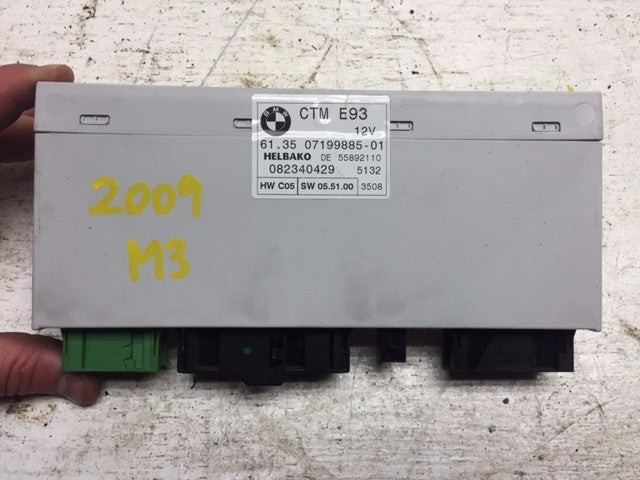 BMW
CTM E93
12V
61.35 07199885-01
HELBAKO DE 55892110
082340429 5132
HW C05 SW 05.51.00 3508
2009
M3